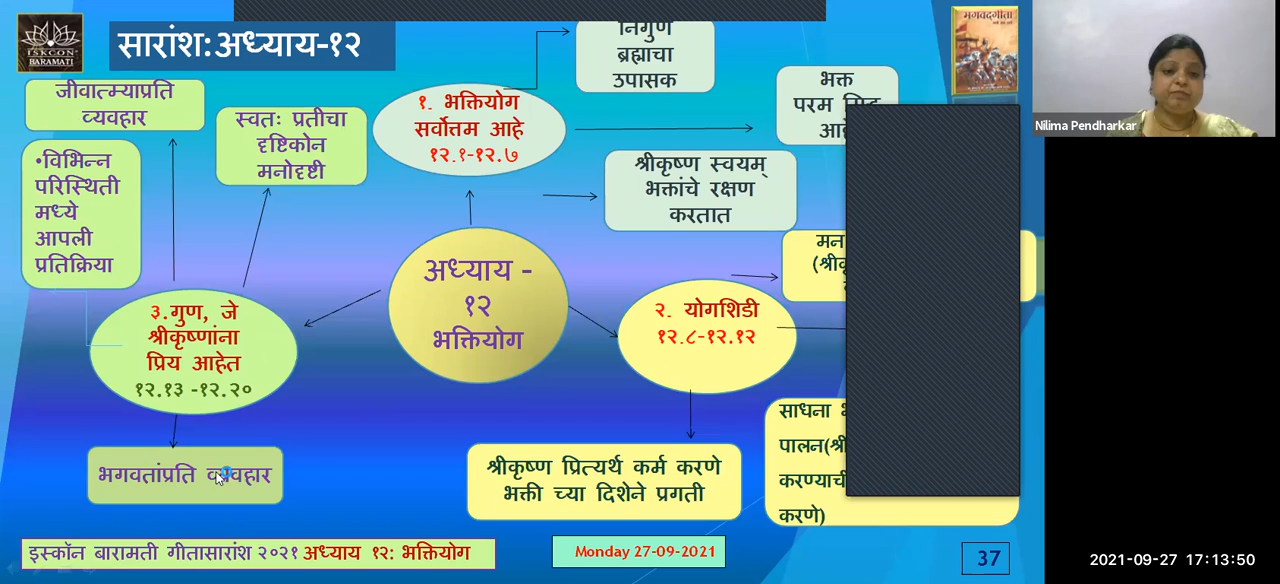 ISKCON
BARAMATI
सारांश:अध्याय-१२
निर्गुण
ब्रह्माचा
उपासक
भगवद्गीता
जीवात्म्याप्रति
व्यवहार
स्वतः प्रतीचा
दृष्टिकोन
मनोदृष्टी
१. भक्तियोग
सर्वोत्तम आहे
१२.१-१२.७
भक्त
परम
•विभिन्न
परिस्थिती
मध्ये
आपली
प्रतिक्रिया
श्रीकृष्ण स्वयम्
भक्तांचे रक्षण
करतात
अध्याय -
१२
भक्तियोग
मन
३.गुण, जे
श्रीकृष्णांना
प्रिय आहेत
१२.१३ -१२.२०
२. योगशिडी
१२.८-१२.१२
भगवतांप्रति व्यवहार
श्रीकृष्ण प्रित्यर्थ कर्म करणे
भक्ती च्या दिशेने प्रगती
साधना
पालन(श्री
करण्याची
करणे)
इस्कॉन बारामती गीतासारांश २०२१ अध्याय १२: भक्तियोग
Monday 27-09-2021
37
Nilima Pendharkar
2021-09-27 17:13:50